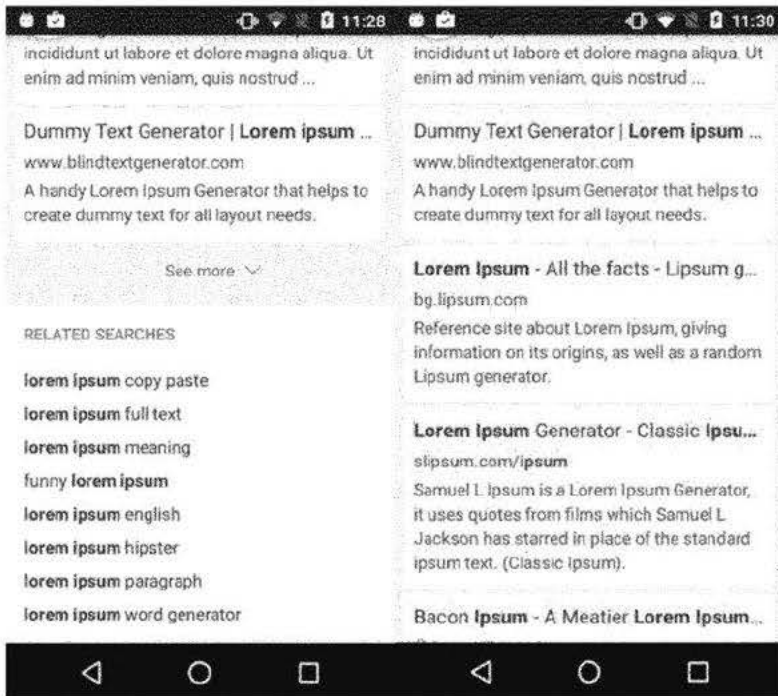 11:28
incididunt ut labore et dolore magna aliqua. Ut
enim ad minim veniam, quis nostrud ...
Dummy Text Generator | Lorem ipsum ...
www.blindtextgenerator.com
A handy Lorem Ipsum Generator that helps to
create dummy text for all layout needs.
See more
RELATED SEARCHES
lorem ipsum copy paste
lorem ipsum full text
lorem ipsum meaning
funny lorem ipsum
lorem ipsum english
lorem ipsum hipster
lorem ipsum paragraph
lorem ipsum word generator
11:30
incididunt ut labore et dolore magna aliqua. Ut
enim ad minim veniam, quis nostrud ...
Dummy Text Generator | Lorem ipsum ...
www.blindtextgenerator.com
A handy Lorem Ipsum Generator that helps to
create dummy text for all layout needs.
Lorem Ipsum - All the facts - Lipsum g...
bg.lipsum.com
Reference site about Lorem Ipsum, giving
information on its origins, as well as a random
Lipsum generator.
Lorem Ipsum Generator - Classic Ipsu...
slipsum.com/ipsum
Samuel L Ipsum is a Lorem Ipsum Generator,
it uses quotes from films which Samuel L
Jackson has starred in place of the standard
ipsum text. (Classic Ipsum).
Bacon Ipsum - A Meatier Lorem Ipsum...